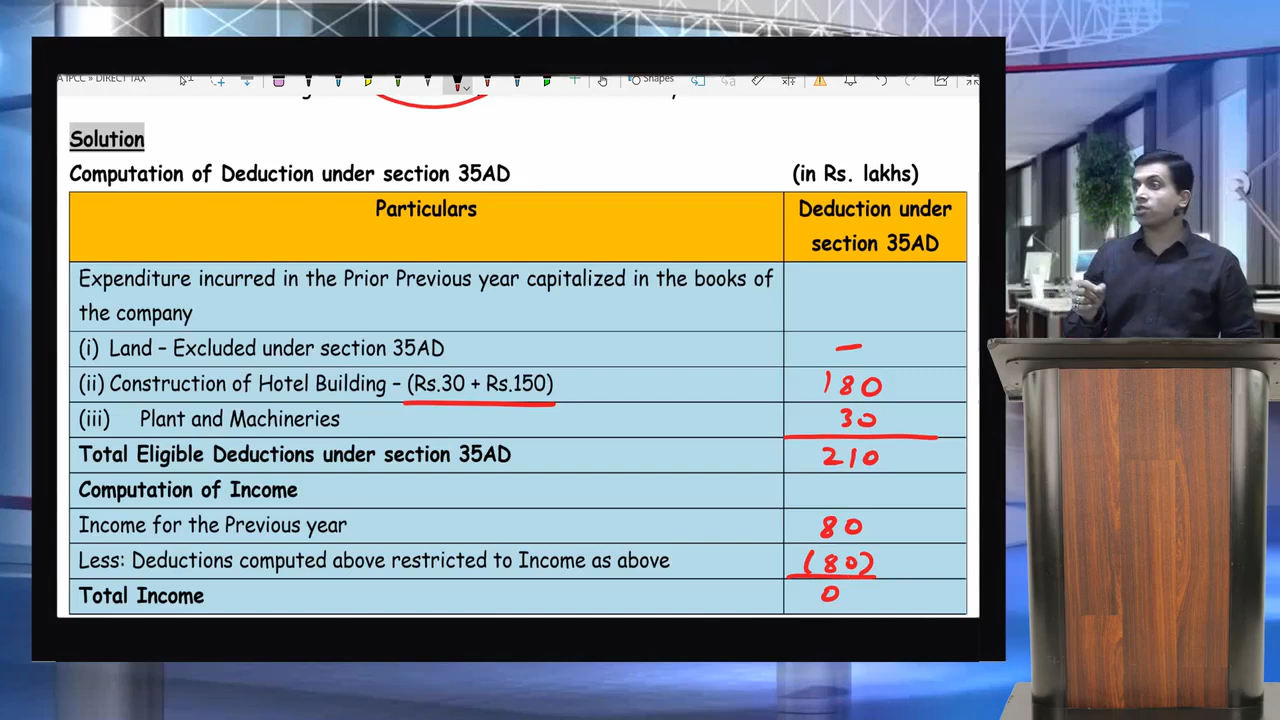 A IPCC » DIRECT TAX
Shapes
Solution
Computation of Deduction under section 35AD (in Rs. lakhs)
Particulars Deduction under
section 35AD
Expenditure incurred in the Prior Previous year capitalized in the books of
the company
(i) Land – Excluded under section 35AD –
(ii) Construction of Hotel Building – (Rs.30 + Rs.150) 180
(iii) Plant and Machineries 30
Total Eligible Deductions under section 35AD 210
Computation of Income
Income for the Previous year 80
Less: Deductions computed above restricted to Income as above (80)
Total Income 0